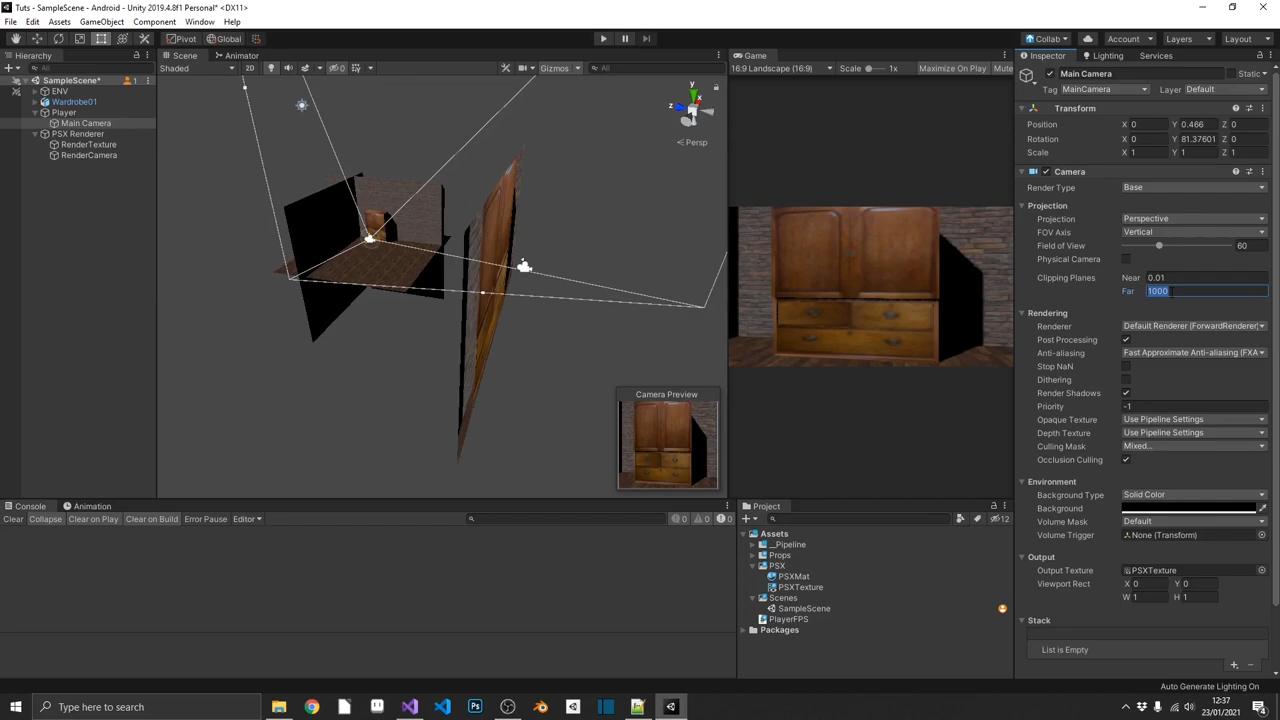 Tuts - SampleScene - Android - Unity 2019.4.8f1 Personal* <DX11>
File Edit Assets GameObject Component Window Help
Pivot Global Collab Account Layers Layout
Hierarchy
All
SampleScene* 1
ENV
Wardrobe01
Player
Main Camera
PSX Renderer
RenderTexture
RenderCamera
Scene Animator
Shaded 2D 0 Gizmos All
y
x
z
Persp
Camera Preview
Game
16:9 Landscape (16:9) Scale 1x Maximize On Play Mute
Inspector Lighting Services
Main Camera Static
Tag MainCamera Layer Default
Transform
Position X 0 Y 0.466 Z 0
Rotation X 0 Y 81.37601 Z 0
Scale X 1 Y 1 Z 1
Camera
Render Type Base
Projection
Projection Perspective
FOV Axis Vertical
Field of View 60
Physical Camera
Clipping Planes Near 0.01
Far 1000
Rendering
Renderer Default Renderer (ForwardRenderer)
Post Processing
Anti-aliasing Fast Approximate Anti-aliasing (FXA
Stop NaN
Dithering
Render Shadows
Priority -1
Opaque Texture Use Pipeline Settings
Depth Texture Use Pipeline Settings
Culling Mask Mixed...
Occlusion Culling
Environment
Background Type Solid Color
Background
Volume Mask Default
Volume Trigger None (Transform)
Output
Output Texture PSXTexture
Viewport Rect X 0 Y 0
W 1 H 1
Stack
List is Empty
Console Animation
Clear Collapse Clear on Play Clear on Build Error Pause Editor 0 0 0
Project
12
Assets
__Pipeline
Props
PSX
PSXMat
PSXTexture
Scenes
SampleScene
PlayerFPS
Packages
Auto Generate Lighting On
Type here to search
12:37
23/01/2021